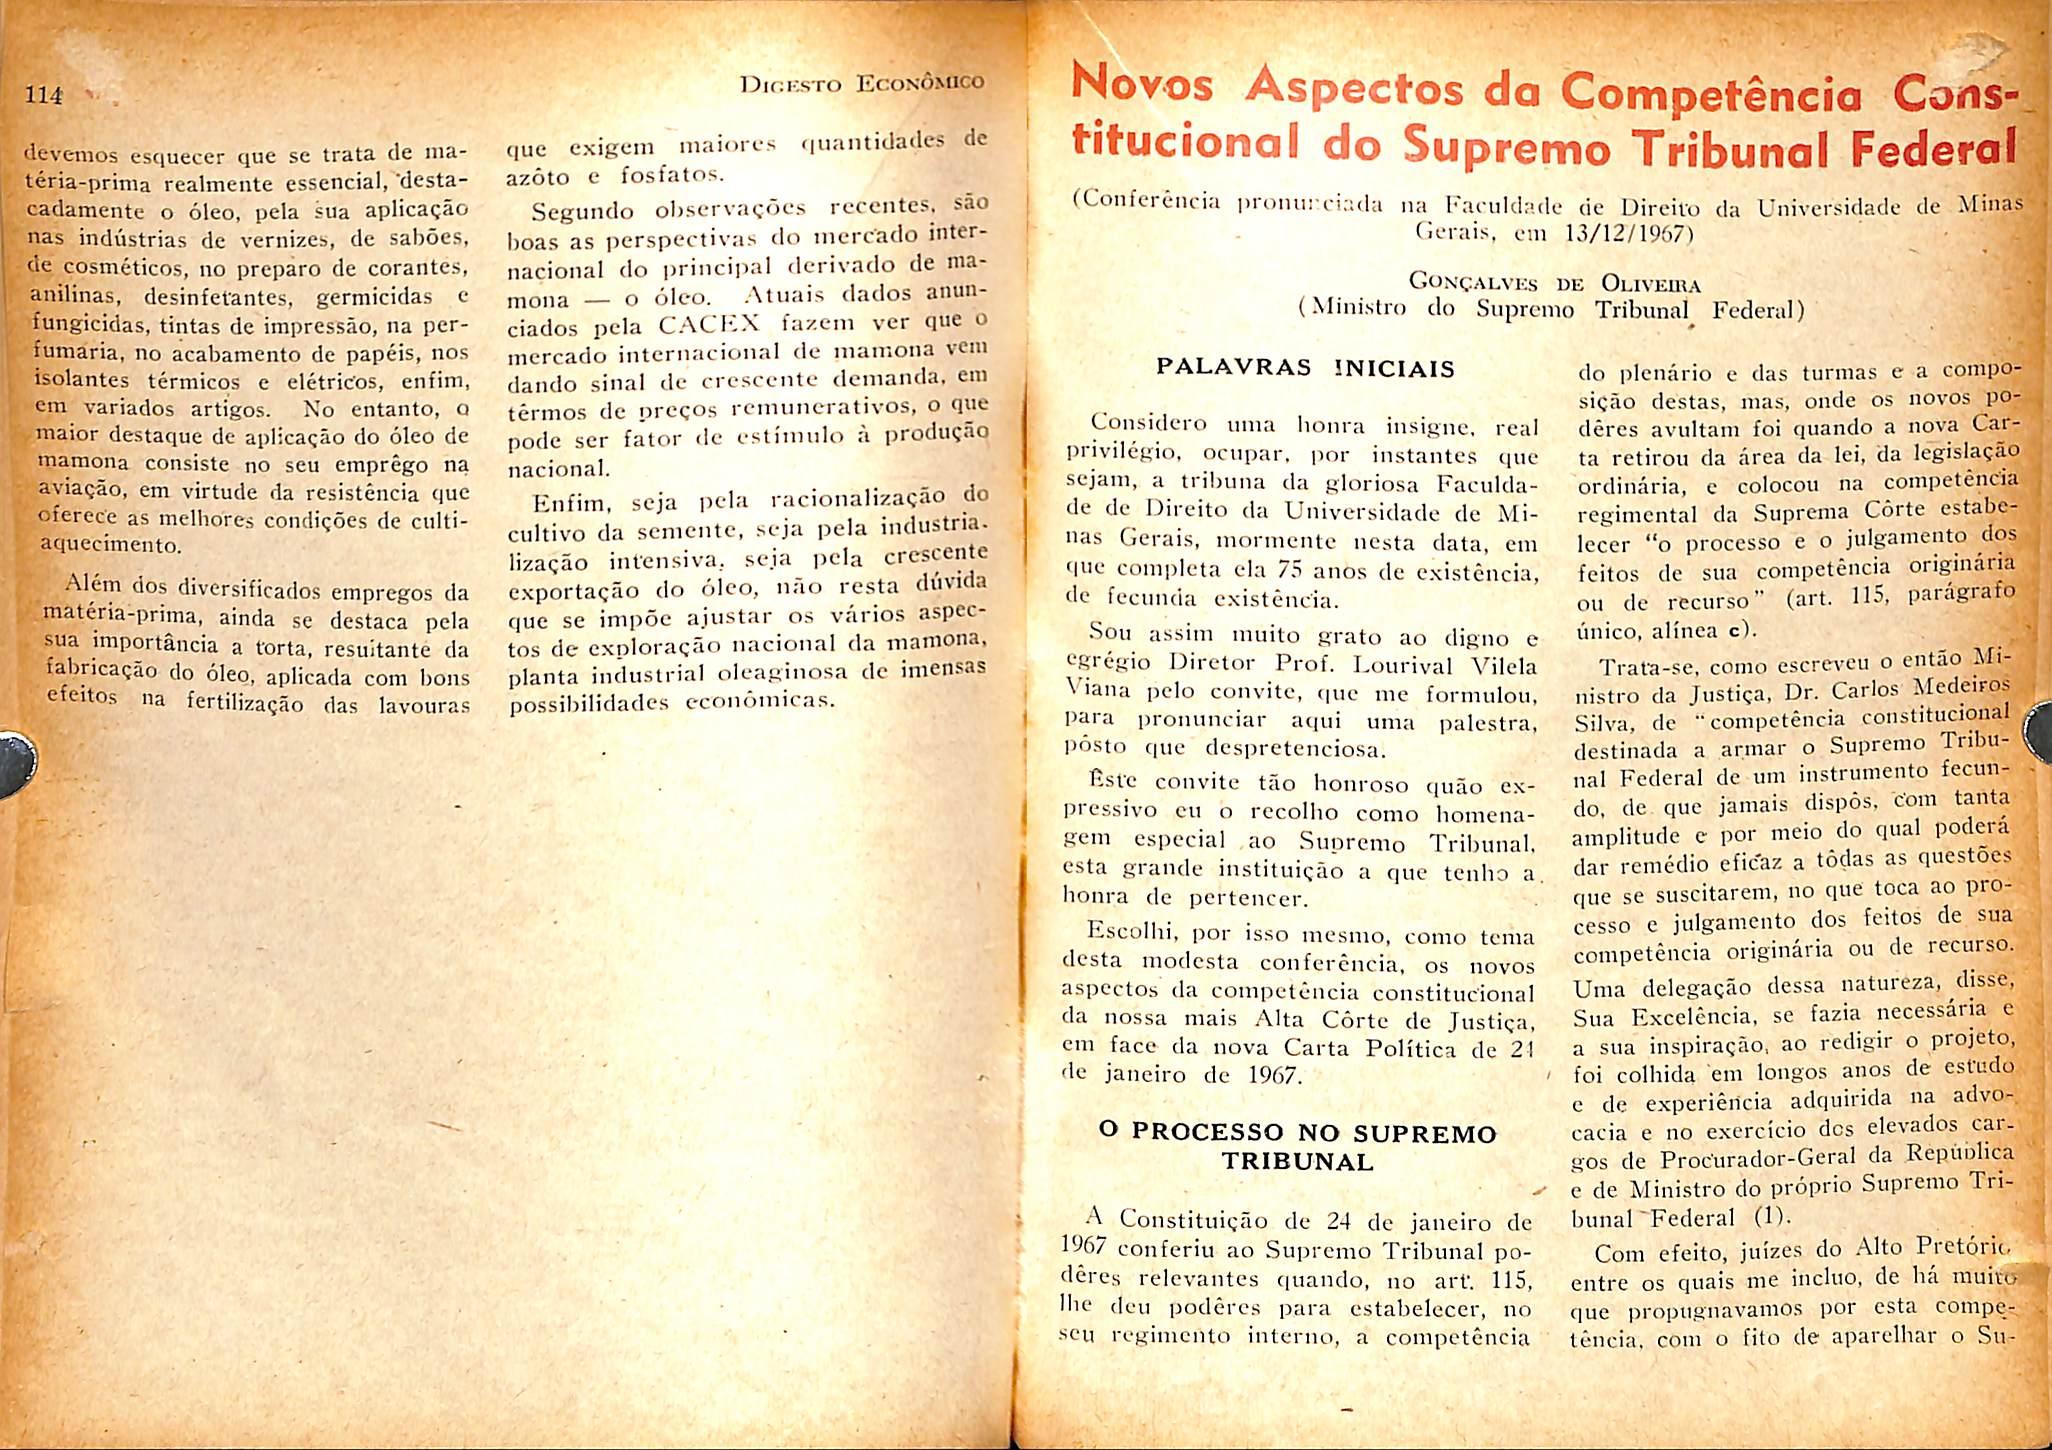 114
DIGESTO ECONÔMICO
devemos esquecer que se trata de ma-
téria-prima realmente essencial, desta-
cadamente o óleo, pela sua aplicação
nas indústrias de vernizes, de sabões,
de cosméticos, no preparo de corantes,
anilinas, desinfetantes, germicidas e
fungicidas, tintas de impressão, na per-
fumaria, no acabamento de papéis, nos
isolantes térmicos e elétricos, enfim,
em variados artigos. No entanto, o
maior destaque de aplicação do óleo de
mamona consiste no seu emprêgo na
aviação, em virtude da resistência que
oferece as melhores condições de culti-
aquecimento.
Além dos diversificados empregos da
matéria-prima, ainda se destaca pela
sua importância a torta, resultante da
fabricação do óleo, aplicada com bons
efeitos na fertilização das lavouras
que exigem maiores quantidades de
azôto e fosfatos.
Segundo observações recentes, são
boas as perspectivas do mercado inter-
nacional do principal derivado de ma-
mona — o óleo. Atuais dados anun-
ciados pela CACEX fazem ver que o
mercado internacional de mamona vem
dando sinal de crescente demanda, em
têrmos de preços remunerativos, o que
pode ser fator de estímulo à produção
nacional.
Enfim, seja pela racionalização do
cultivo da semente, seja pela industria-
lização intensiva, seja pela crescente
exportação do óleo, não resta dúvida
que se impõe ajustar os vários aspec-
tos de exploração nacional da mamona,
planta industrial oleaginosa de imensas
possibilidades econômicas.
Novos Aspectos da Competência Cons-
titucional do Supremo Tribunal Federal
(Conferência pronunciada na Faculdade de Direito da Universidade de Minas
Gerais, em 13/12/1967)
GONÇALVES DE OLIVEIRA
(Ministro do Supremo Tribunal Federal)
PALAVRAS INICIAIS
Considero uma honra insigne, real
privilégio, ocupar, por instantes que
sejam, a tribuna da gloriosa Faculda-
de de Direito da Universidade de Mi-
nas Gerais, mormente nesta data, em
que completa ela 75 anos de existência,
de fecunda existência.
Sou assim muito grato ao digno e
egrégio Diretor Prof. Lourival Vilela
Viana pelo convite, que me formulou,
para pronunciar aqui uma palestra,
pôsto que despretenciosa.
Êste convite tão honroso quão ex-
pressivo eu o recolho como homena-
gem especial ao Supremo Tribunal,
esta grande instituição a que tenho a
honra de pertencer.
Escolhi, por isso mesmo, como tema
desta modesta conferência, os novos
aspectos da competência constitucional
da nossa mais Alta Côrte de Justiça,
em face da nova Carta Política de 24
de janeiro de 1967.
O PROCESSO NO SUPREMO
TRIBUNAL
A Constituição de 24 de janeiro de
1967 conferiu ao Supremo Tribunal po-
dêres relevantes quando, no art. 115,
lhe deu podêres para estabelecer, no
seu regimento interno, a competência
do plenário e das turmas e a compo-
sição destas, mas, onde os novos po-
dêres avultam foi quando a nova Car-
ta retirou da área da lei, da legislação
ordinária, e colocou na competência
regimental da Suprema Côrte estabe-
lecer "o processo e o julgamento dos
feitos de sua competência originária
ou de recurso" (art. 115, parágrafo
único, alínea c).
Trata-se, como escreveu o então Mi-
nistro da Justiça, Dr. Carlos Medeiros
Silva, de "competência constitucional
destinada a armar o Supremo Tribu-
nal Federal de um instrumento fecun-
do, de que jamais dispôs, com tanta
amplitude e por meio do qual poderá
dar remédio eficaz a tôdas as questões
que se suscitarem, no que toca ao pro-
cesso e julgamento dos feitos de sua
competência originária ou de recurso.
Uma delegação dessa natureza, disse,
Sua Excelência, se fazia necessária e
a sua inspiração, ao redigir o projeto,
foi colhida em longos anos de estudo
e de experiência adquirida na advo-
cacia e no exercício dos elevados car-
gos de Procurador-Geral da República
e de Ministro do próprio Supremo Tri-
bunal Federal (1).
Com efeito, juízes do Alto Pretório,
entre os quais me incluo, de há muito
que propugnavamos por esta compe-
tência, com o fito de aparelhar o Su-